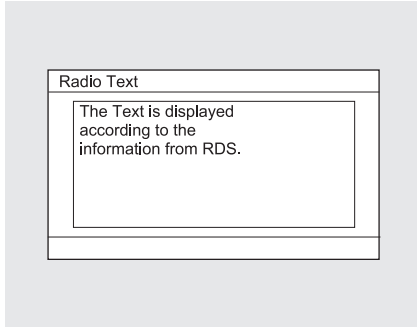 Radio Text
The Text is displayed
according to the
information from RDS.